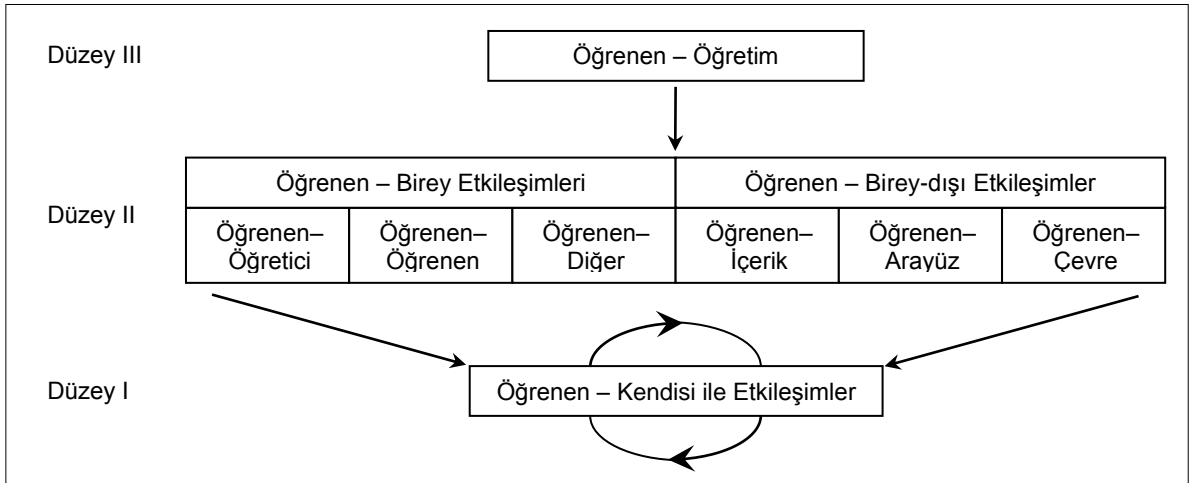 Düzey III
Öğrenen – Öğretim
Öğrenen – Birey Etkileşimleri
Öğrenen – Birey-dışı Etkileşimler
Düzey II
Öğrenen–
Öğretici
Öğrenen–
Öğrenen
Öğrenen–
Diğer
Öğrenen–
İçerik
Öğrenen–
Arayüz
Öğrenen–
Çevre
Düzey I
Öğrenen – Kendisi ile Etkileşimler